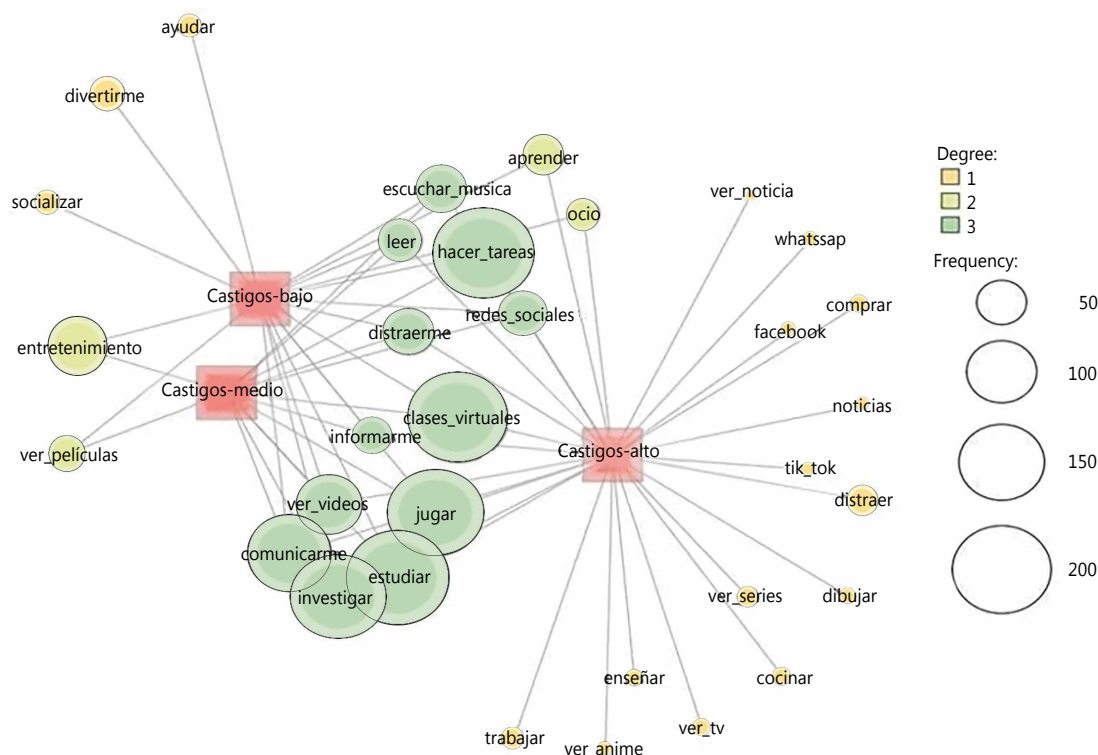 ayudar
divertirme
socializar
aprender
escuchar_musica
ver_noticia
ocio
leer
hacer_tareas
whatssap
Castigos-bajo
redes_sociales
comprar
distraerme
facebook
entretenimiento
Castigos-medio
noticias
clases_virtuales
informarme
Castigos-alto
ver_películas
tik_tok
distraer
ver_videos
jugar
comunicarme
estudiar
investigar
ver_series
dibujar
enseñar
cocinar
trabajar
ver_anime
ver_tv
Degree:
1
2
3
Frequency:
50
100
150
200